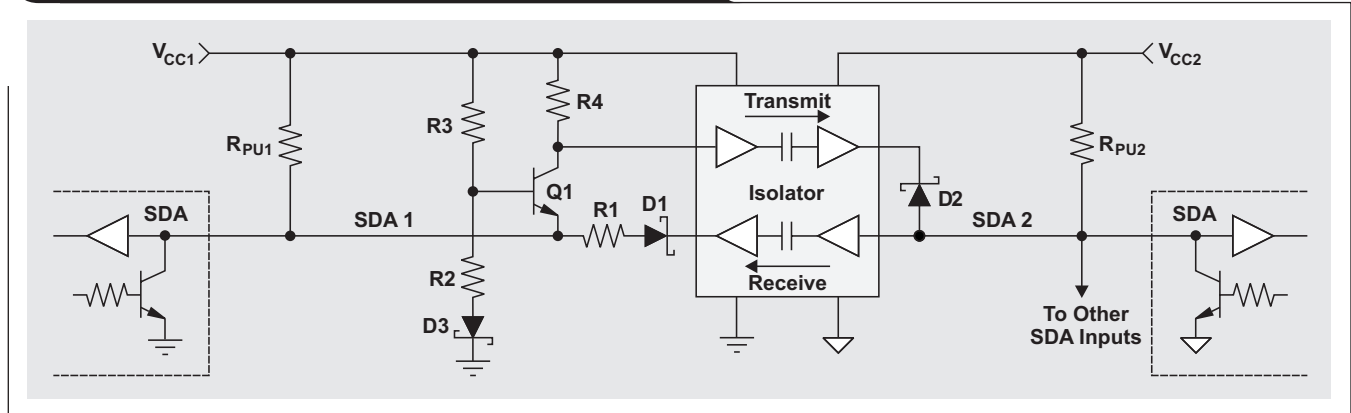 V_CC1
V_CC2
R3
R4
Transmit
R_PU1
R_PU2
Q1
Isolator
D2
SDA
SDA 1
R1
D1
SDA 2
SDA
R2
Receive
D3
To Other
SDA Inputs